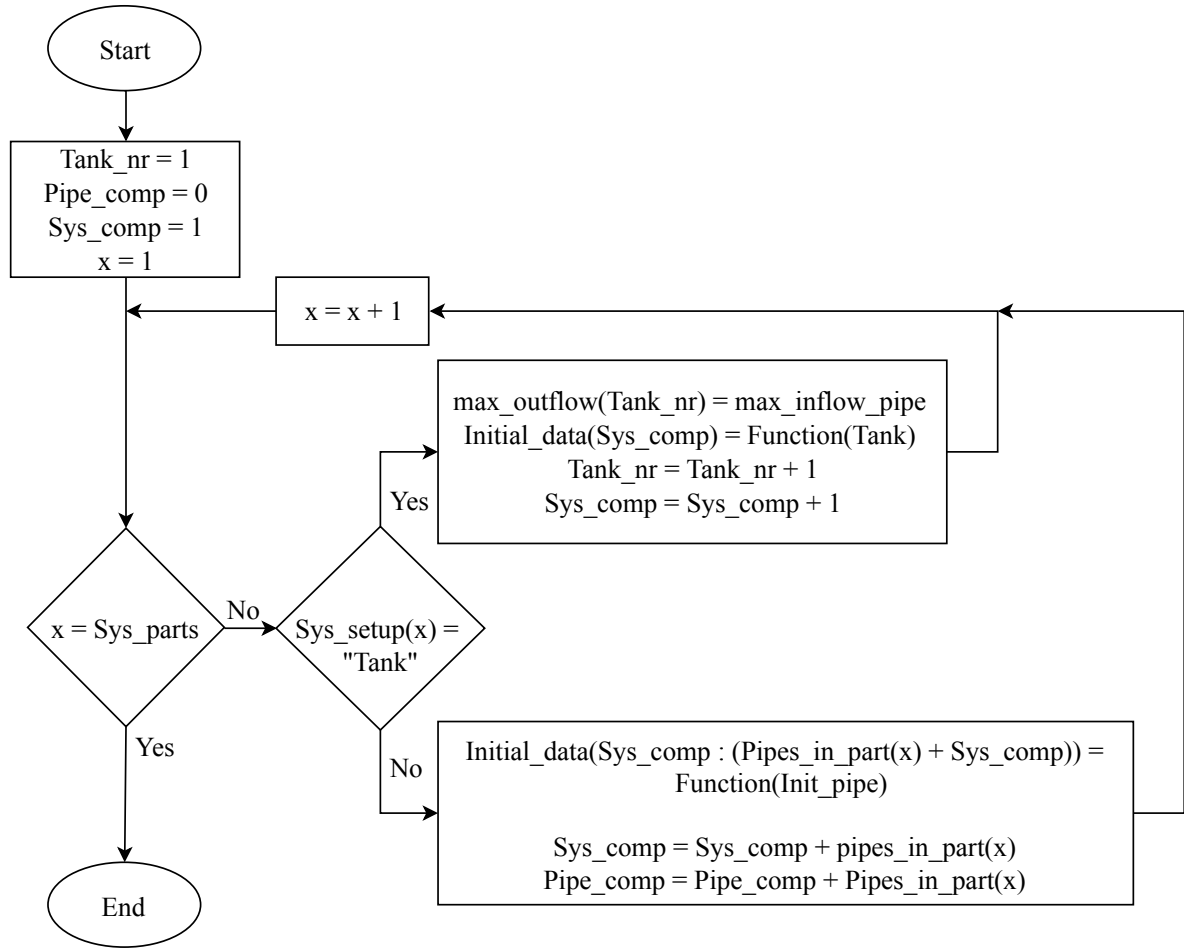 Start
Tank_nr = 1
Pipe_comp = 0
Sys_comp = 1
x = 1
x = x + 1
max_outflow(Tank_nr) = max_inflow_pipe
Initial_data(Sys_comp) = Function(Tank)
Tank_nr = Tank_nr + 1
Sys_comp = Sys_comp + 1
Yes
x = Sys_parts
No
Sys_setup(x) =
"Tank"
Yes
No
Initial_data(Sys_comp : (Pipes_in_part(x) + Sys_comp)) =
Function(Init_pipe)
Sys_comp = Sys_comp + pipes_in_part(x)
Pipe_comp = Pipe_comp + Pipes_in_part(x)
End